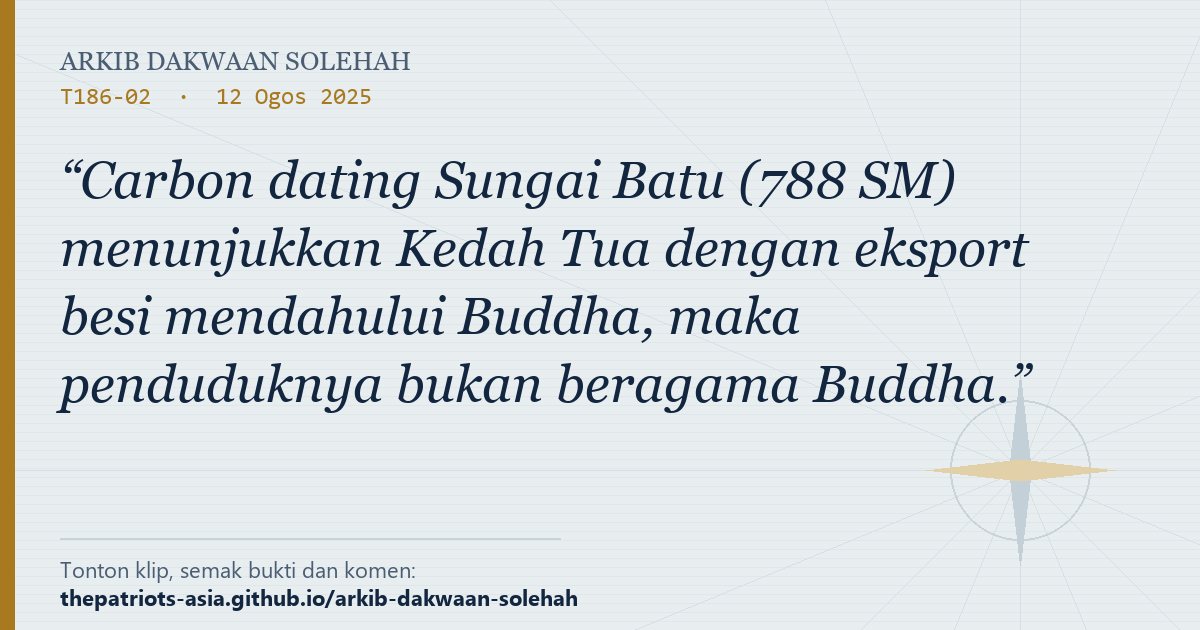 ARKIB DAKWAAN SOLEHAH
T186-02 · 12 Ogos 2025
“Carbon dating Sungai Batu (788 SM)
menunjukkan Kedah Tua dengan eksport
besi mendahului Buddha, maka
penduduknya bukan beragama Buddha.”
Tonton klip, semak bukti dan komen:
thepatriots-asia.github.io/arkib-dakwaan-solehah